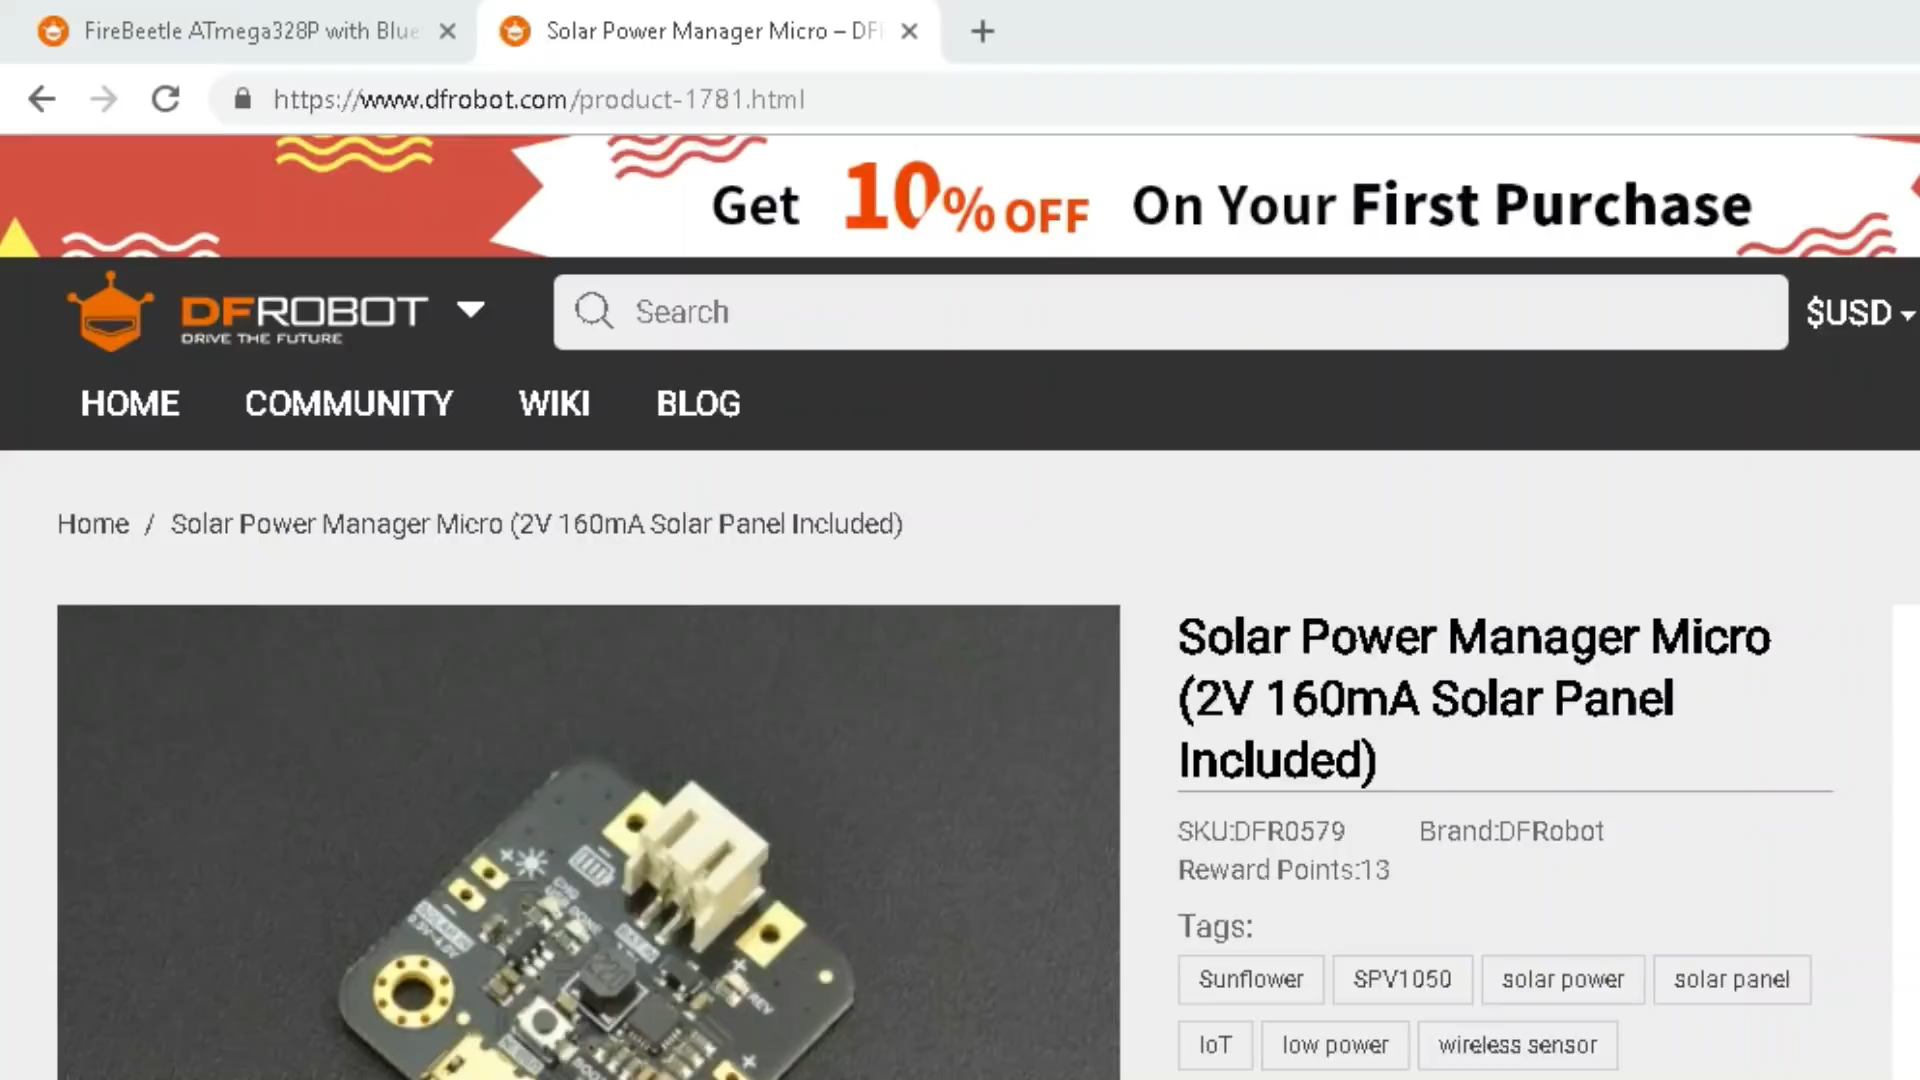 FireBeetle ATmega328P with Blue
Solar Power Manager Micro – DF
https://www.dfrobot.com/product-1781.html
Get 10% OFF On Your First Purchase
DFROBOT
DRIVE THE FUTURE
Search
$USD
HOME COMMUNITY WIKI BLOG
Home / Solar Power Manager Micro (2V 160mA Solar Panel Included)
Solar Power Manager Micro
(2V 160mA Solar Panel
Included)
SKU:DFR0579 Brand:DFRobot
Reward Points:13
Tags:
Sunflower SPV1050 solar power solar panel
IoT low power wireless sensor
220
REV